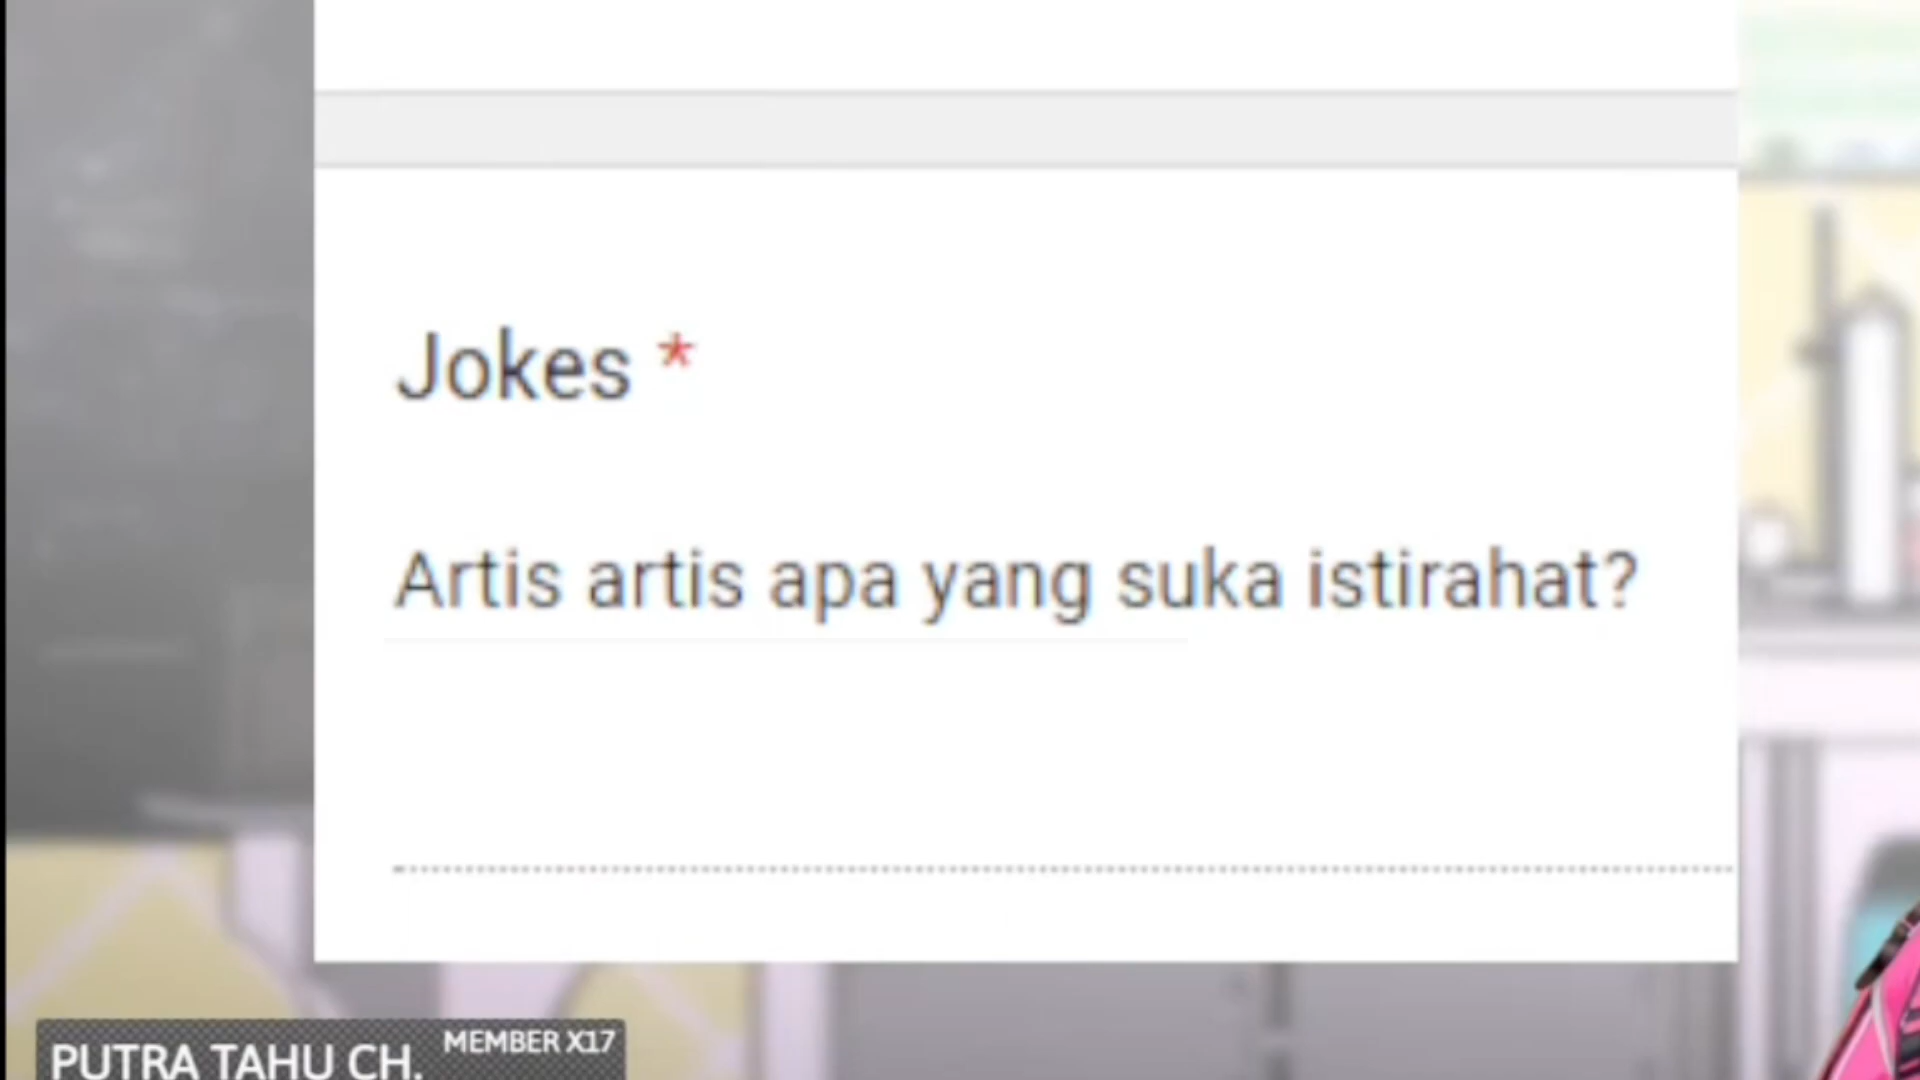 Jokes *
Artis artis apa yang suka istirahat?
PUTRA TAHU CH. MEMBER X17